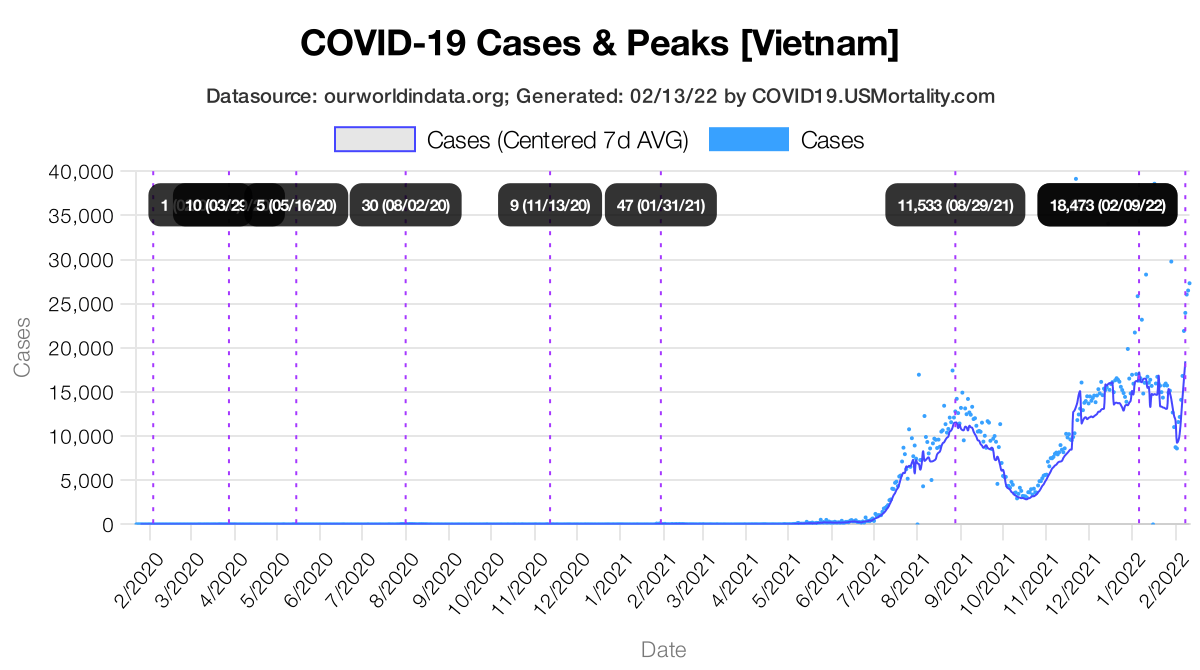 COVID-19 Cases & Peaks [Vietnam]
Datasource: ourworldindata.org; Generated: 02/13/22 by COVID19.USMortality.com
Cases (Centered 7d AVG) Cases
40,000
35,000
30,000
25,000
20,000
15,000
10,000
5,000
0
Cases
1 10 (03/29 5 (05/16/20) 30 (08/02/20) 9 (11/13/20) 47 (01/31/21) 11,533 (08/29/21) 18,473 (02/09/22)
2/2020 3/2020 4/2020 5/2020 6/2020 7/2020 8/2020 9/2020 10/2020 11/2020 12/2020 1/2021 2/2021 3/2021 4/2021 5/2021 6/2021 7/2021 8/2021 9/2021 10/2021 11/2021 12/2021 1/2022 2/2022
Date